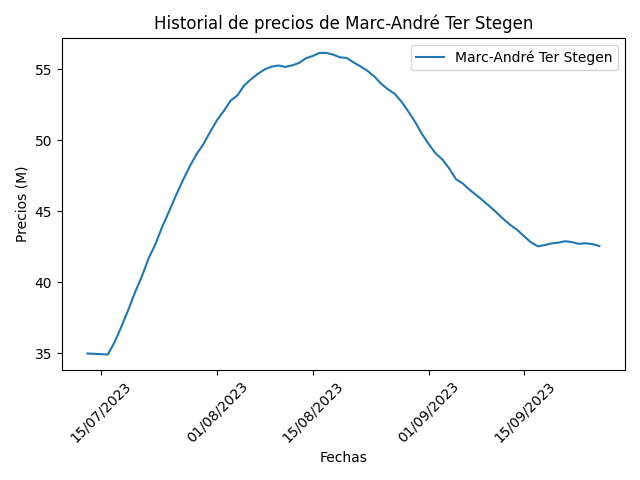 Historial de precios de Marc-André Ter Stegen
Marc-André Ter Stegen
Precios (M)
55
50
45
40
35
15/07/2023
01/08/2023
15/08/2023
01/09/2023
15/09/2023
Fechas